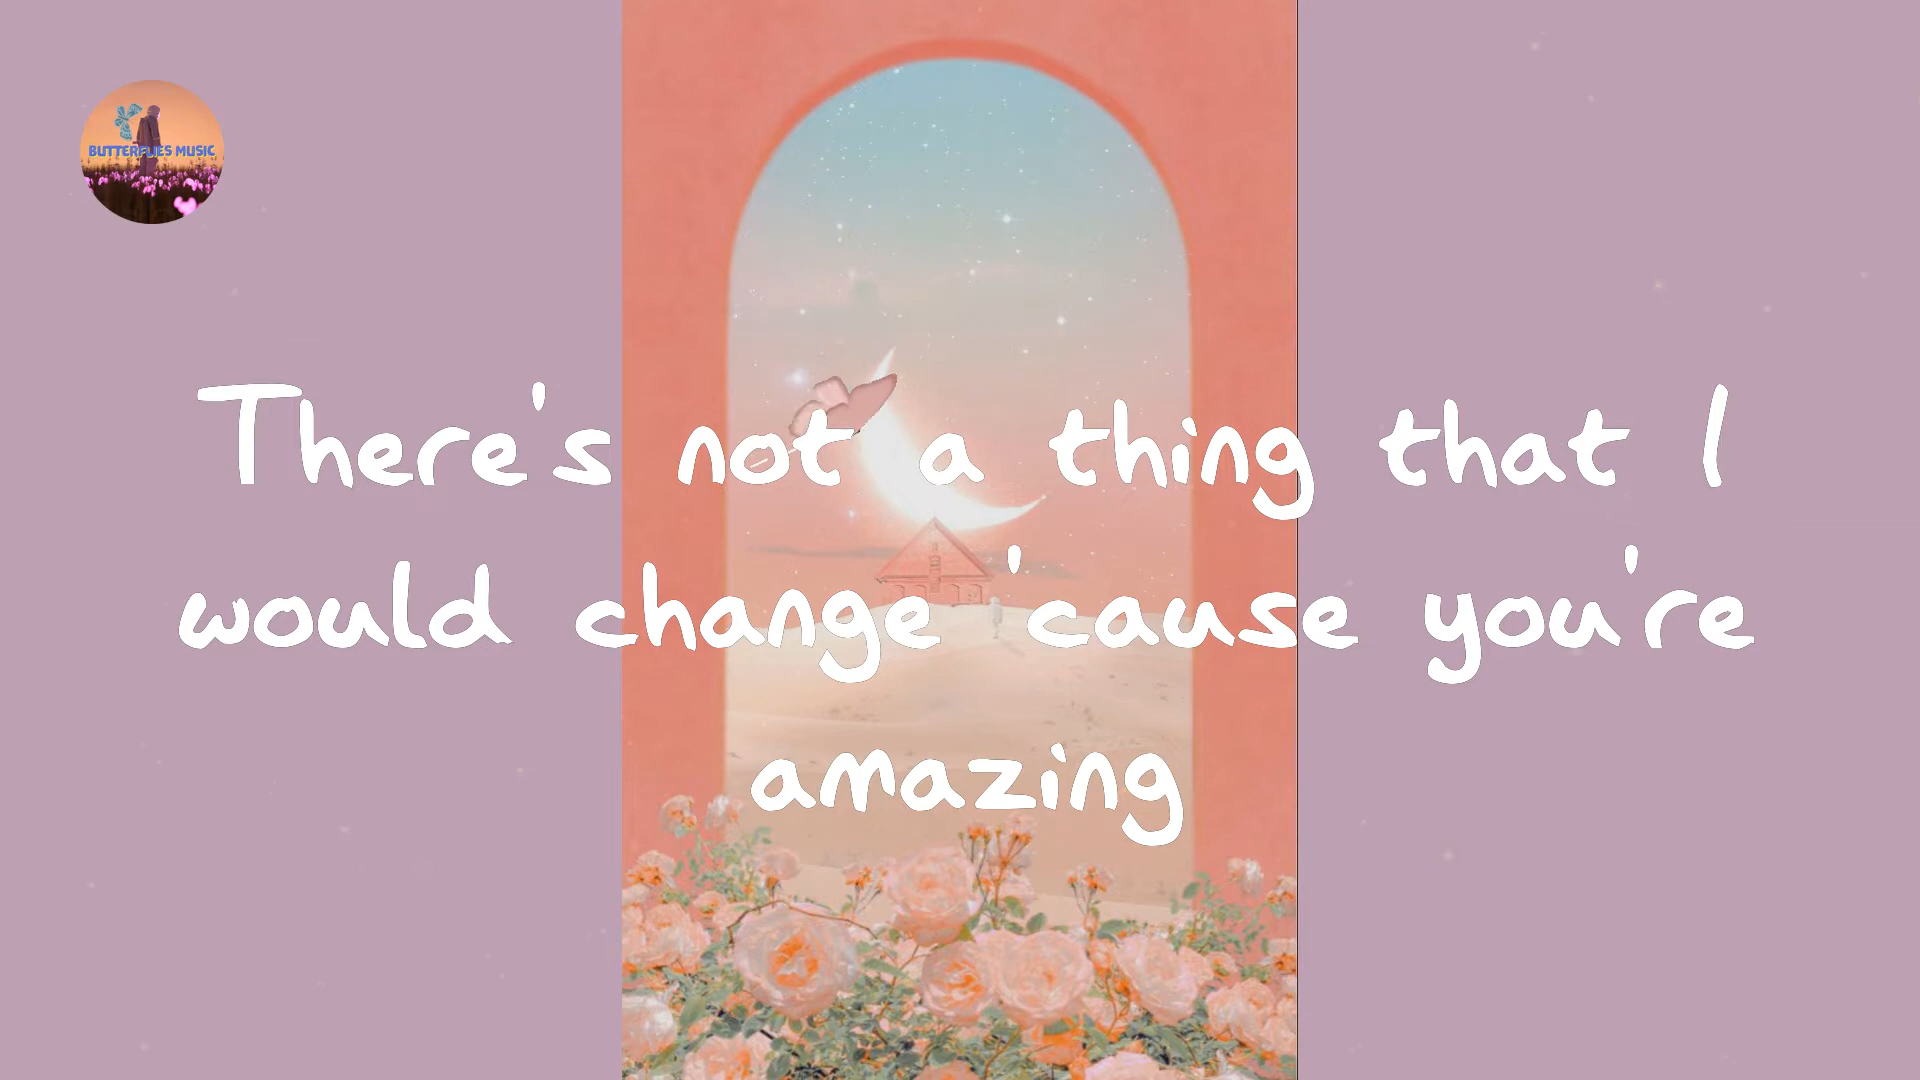 BUTTERFLIES MUSIC
There's not a thing that I
would change 'cause you're
amazing